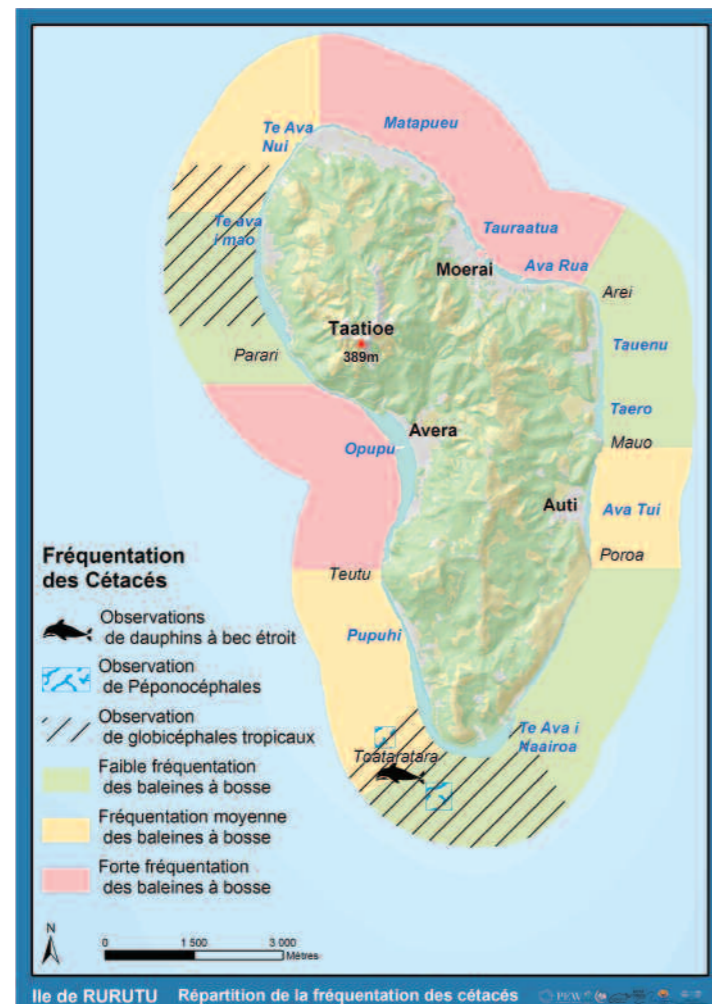 Te Ava
Nui
Matapueu
Te ava
i mao
Tauraatua
Moerai
Ava Rua
Arei
Taatioe
389m
Parari
Tauenu
Taero
Avera
Opupu
Mauo
Auti
Ava Tui
Poroa
Teutu
Pupuhi
Te Ava i
Naairoa
Toataratara
Fréquentation
des Cétacés
Observations
de dauphins à bec étroit
Observation
de Péponocéphales
Observation
de globicéphales tropicaux
Faible fréquentation
des baleines à bosse
Fréquentation moyenne
des baleines à bosse
Forte fréquentation
des baleines à bosse
N
0 1 500 3 000
Mètres
Ile de RURUTU Répartition de la fréquentation des cétacés PEW